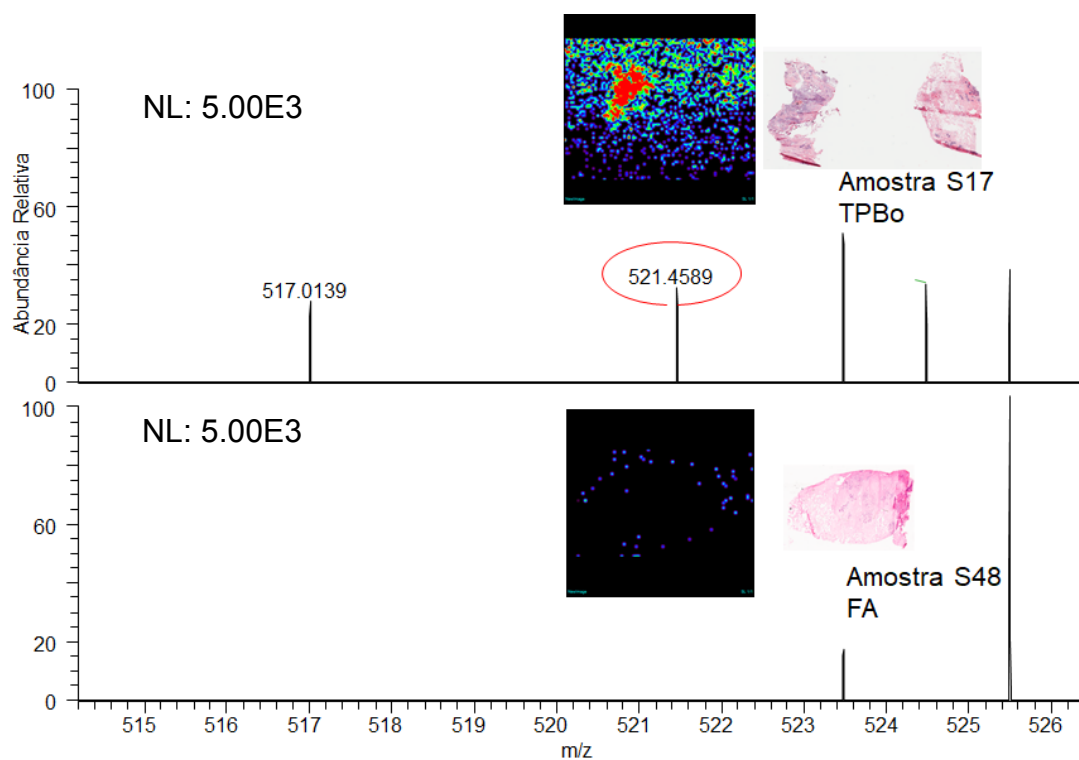 NL: 5.00E3
Amostra S17
TPBo
Abundância Relativa
100
60
20
0
517.0139
521.4589
NL: 5.00E3
Amostra S48
FA
100
60
20
0
515 516 517 518 519 520 521 522 523 524 525 526
m/z